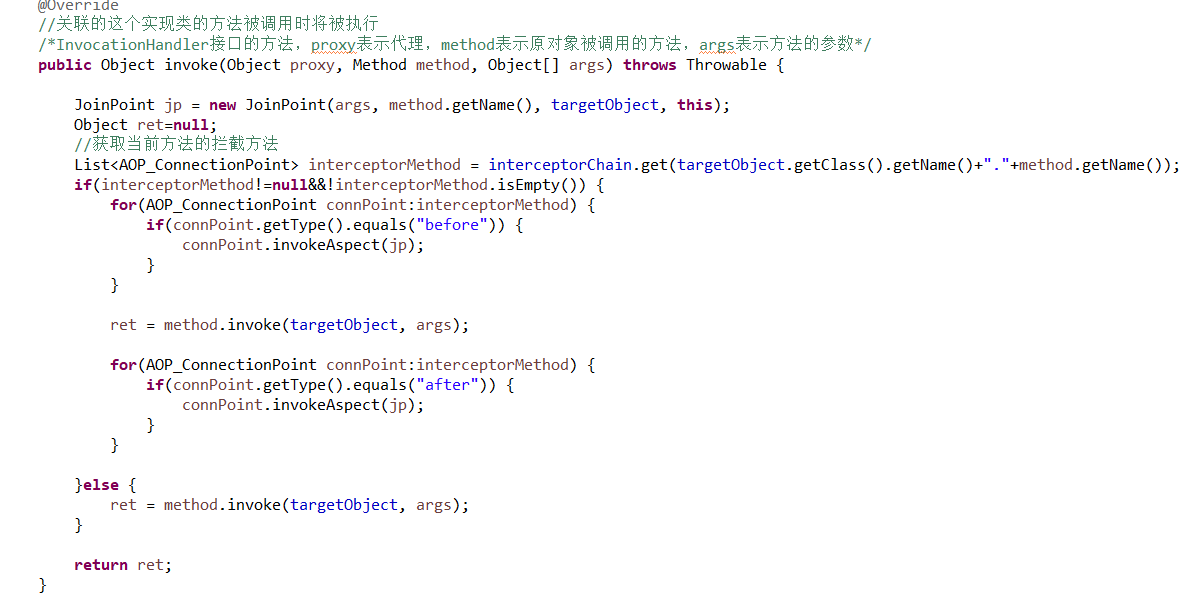 @Override
//关联的这个实现类的方法被调用时将被执行
/*InvocationHandler接口的方法，proxy表示代理，method表示原对象被调用的方法，args表示方法的参数*/
public Object invoke(Object proxy, Method method, Object[] args) throws Throwable {
JoinPoint jp = new JoinPoint(args, method.getName(), targetObject, this);
Object ret=null;
//获取当前方法的拦截方法
List<AOP_ConnectionPoint> interceptorMethod = interceptorChain.get(targetObject.getClass().getName()+"."+method.getName());
if(interceptorMethod!=null&&!interceptorMethod.isEmpty()) {
for(AOP_ConnectionPoint connPoint:interceptorMethod) {
if(connPoint.getType().equals("before")) {
connPoint.invokeAspect(jp);
}
}
ret = method.invoke(targetObject, args);
for(AOP_ConnectionPoint connPoint:interceptorMethod) {
if(connPoint.getType().equals("after")) {
connPoint.invokeAspect(jp);
}
}
}else {
ret = method.invoke(targetObject, args);
}
return ret;
}